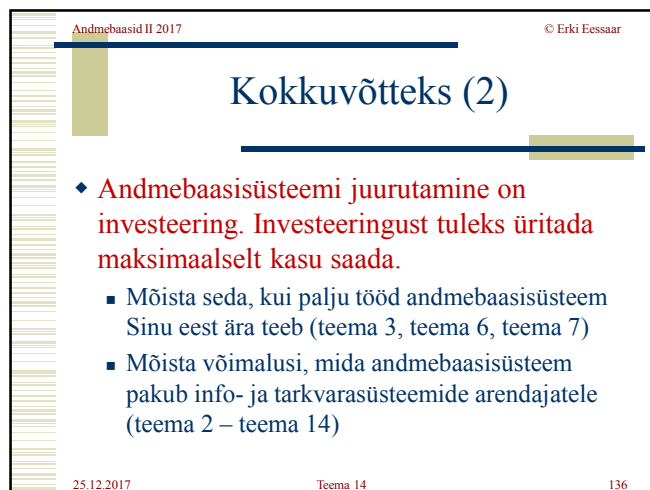 Andmebaasid II 2017 © Erki Eessaar
Kokkuvõtteks (2)
Andmebaasisüsteemi juurutamine on
investeering. Investeeringust tuleks üritada
maksimaalselt kasu saada.
Mõista seda, kui palju tööd andmebaasisüsteem
Sinu eest ära teeb (teema 3, teema 6, teema 7)
Mõista võimalusi, mida andmebaasisüsteem
pakub info- ja tarkvarasüsteemide arendajatele
(teema 2 – teema 14)
25.12.2017 Teema 14 136